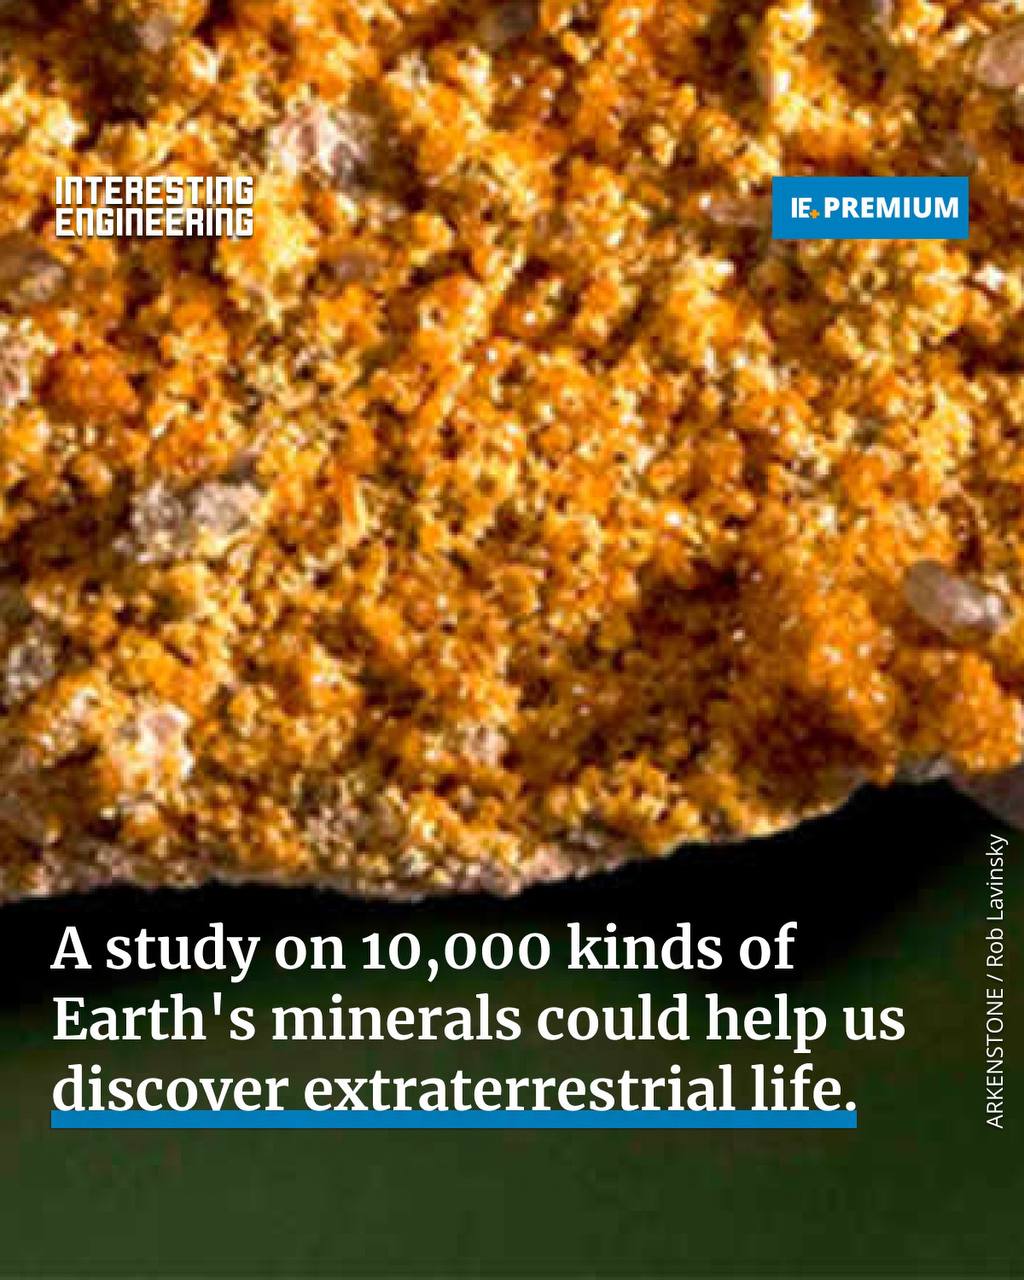 INTERESTING
ENGINEERING
IE+ PREMIUM
A study on 10,000 kinds of
Earth's minerals could help us
discover extraterrestrial life.
ARKENSTONE / Rob Lavinsky